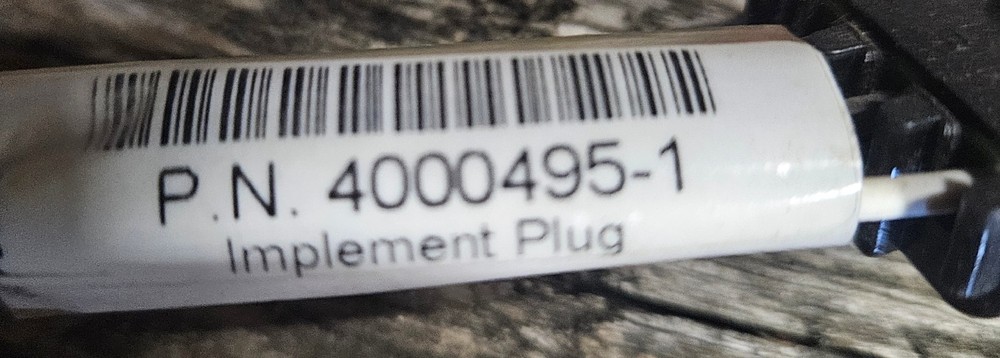 P.N. 4000495-1
Implement Plug